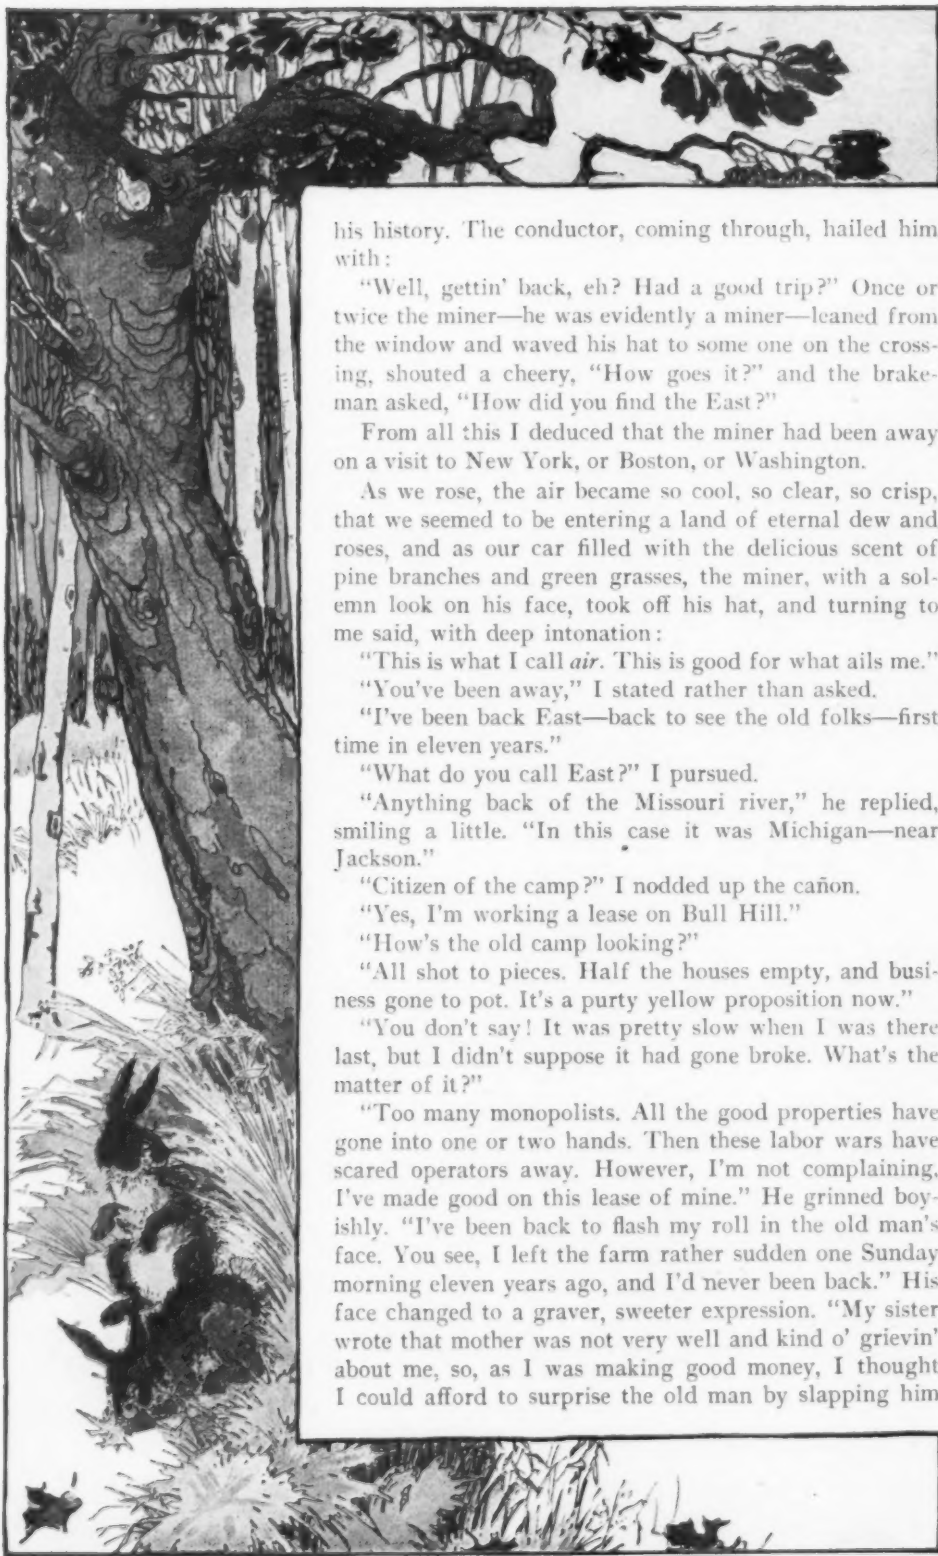 his history. The conductor, coming through, hailed him
with:
"Well, gettin' back, eh? Had a good trip?" Once or
twice the miner—he was evidently a miner—leaned from
the window and waved his hat to some one on the cross-
ing, shouted a cheery, "How goes it?" and the brake-
man asked, "How did you find the East?"
From all this I deduced that the miner had been away
on a visit to New York, or Boston, or Washington.
As we rose, the air became so cool, so clear, so crisp,
that we seemed to be entering a land of eternal dew and
roses, and as our car filled with the delicious scent of
pine branches and green grasses, the miner, with a sol-
emn look on his face, took off his hat, and turning to
me said, with deep intonation:
"This is what I call air. This is good for what ails me."
"You've been away," I stated rather than asked.
"I've been back East—back to see the old folks—first
time in eleven years."
"What do you call East?" I pursued.
"Anything back of the Missouri river," he replied,
smiling a little. "In this case it was Michigan—near
Jackson."
"Citizen of the camp?" I nodded up the cañon.
"Yes, I'm working a lease on Bull Hill."
"How's the old camp looking?"
"All shot to pieces. Half the houses empty, and busi-
ness gone to pot. It's a purty yellow proposition now."
"You don't say! It was pretty slow when I was there
last, but I didn't suppose it had gone broke. What's the
matter of it?"
"Too many monopolists. All the good properties have
gone into one or two hands. Then these labor wars have
scared operators away. However, I'm not complaining,
I've made good on this lease of mine." He grinned boy-
ishly. "I've been back to flash my roll in the old man's
face. You see, I left the farm rather sudden one Sunday
morning eleven years ago, and I'd never been back." His
face changed to a graver, sweeter expression. "My sister
wrote that mother was not very well and kind o' grievin'
about me, so, as I was making good money, I thought
I could afford to surprise the old man by slapping him